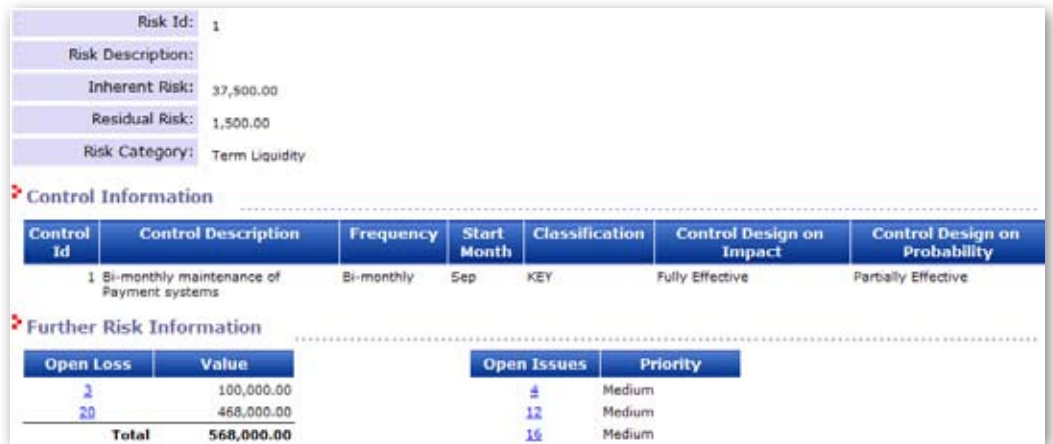 Risk Id: 1
Risk Description:
Inherent Risk: 37,500.00
Residual Risk: 1,500.00
Risk Category: Term Liquidity
Control Information
Control Id Control Description Frequency Start Month Classification Control Design on Impact Control Design on Probability
1 Bi-monthly maintenance of Payment systems Bi-monthly Sep KEY Fully Effective Partially Effective
Further Risk Information
Open Loss Value Open Issues Priority
3 100,000.00 4 Medium
20 468,000.00 12 Medium
Total 568,000.00 16 Medium